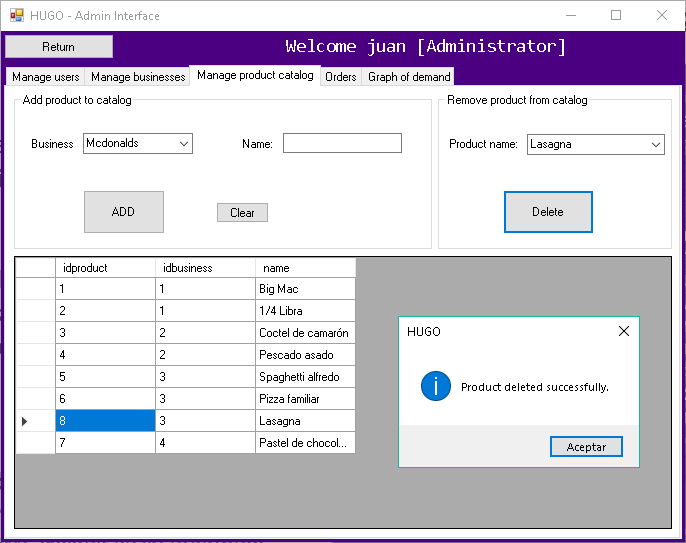 HUGO - Admin Interface
Return
Welcome juan [Administrator]
Manage users Manage businesses Manage product catalog Orders Graph of demand
Add product to catalog
Business Mcdonalds Name:
ADD Clear
Remove product from catalog
Product name: Lasagna
Delete
idproduct idbusiness name
1 1 Big Mac
2 1 1/4 Libra
3 2 Coctel de camarón
4 2 Pescado asado
5 3 Spaghetti alfredo
6 3 Pizza familiar
8 3 Lasagna
7 4 Pastel de chocol...
HUGO
Product deleted successfully.
Aceptar